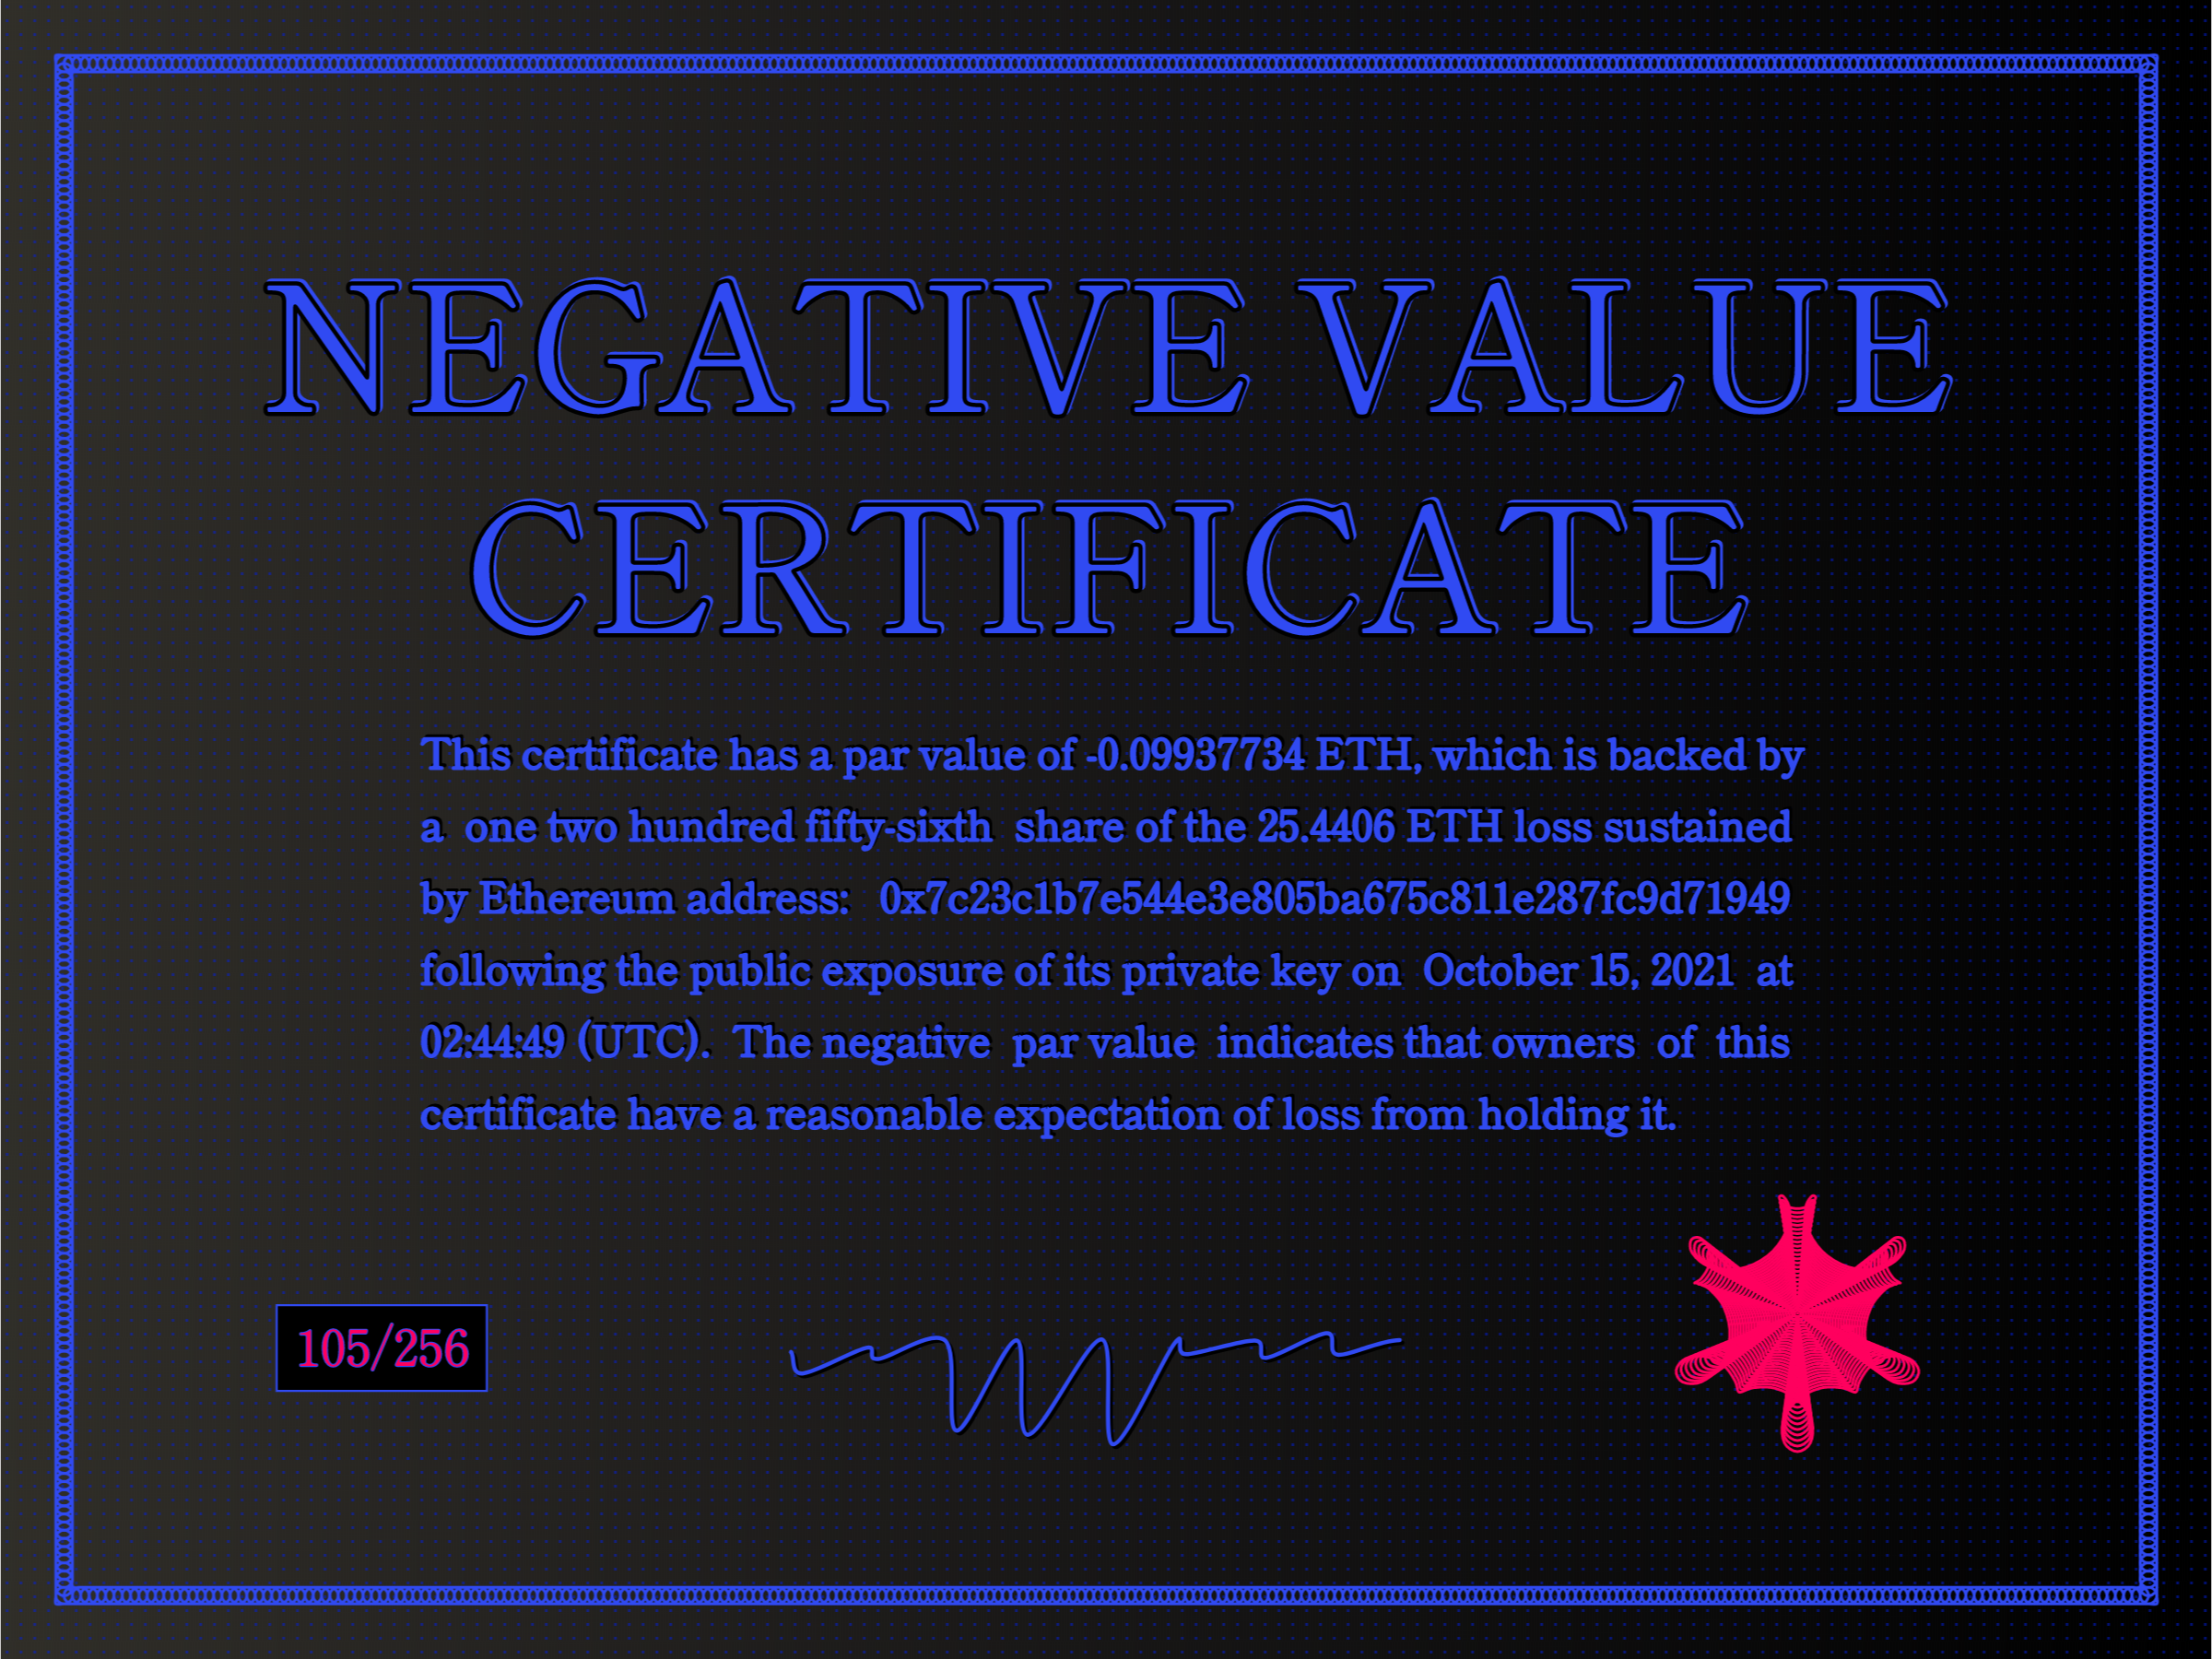 NEGATIVE VALUE
CERTIFICATE
This certificate has a par value of -0.09937734 ETH, which is backed by
a one two hundred fifty-sixth share of the 25.4406 ETH loss sustained
by Ethereum address: 0x7c23c1b7e544e3e805ba675c811e287fc9d71949
following the public exposure of its private key on October 15, 2021 at
02:44:49 (UTC). The negative par value indicates that owners of this
certificate have a reasonable expectation of loss from holding it.
105/256